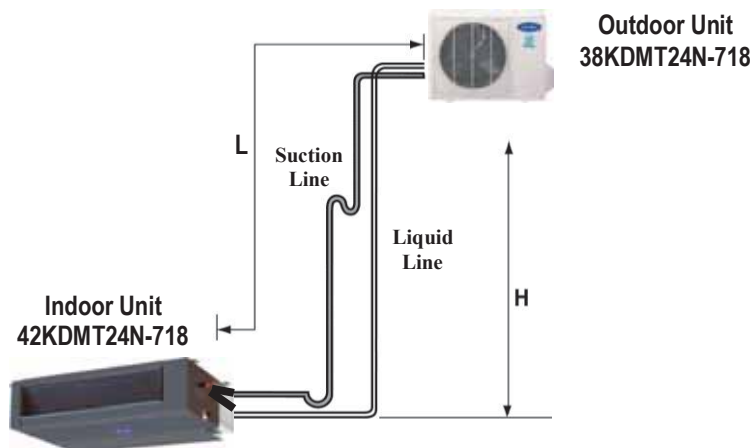 Outdoor Unit
38KDMT24N-718
L
Suction
Line
Liquid
Line
H
Indoor Unit
42KDMT24N-718